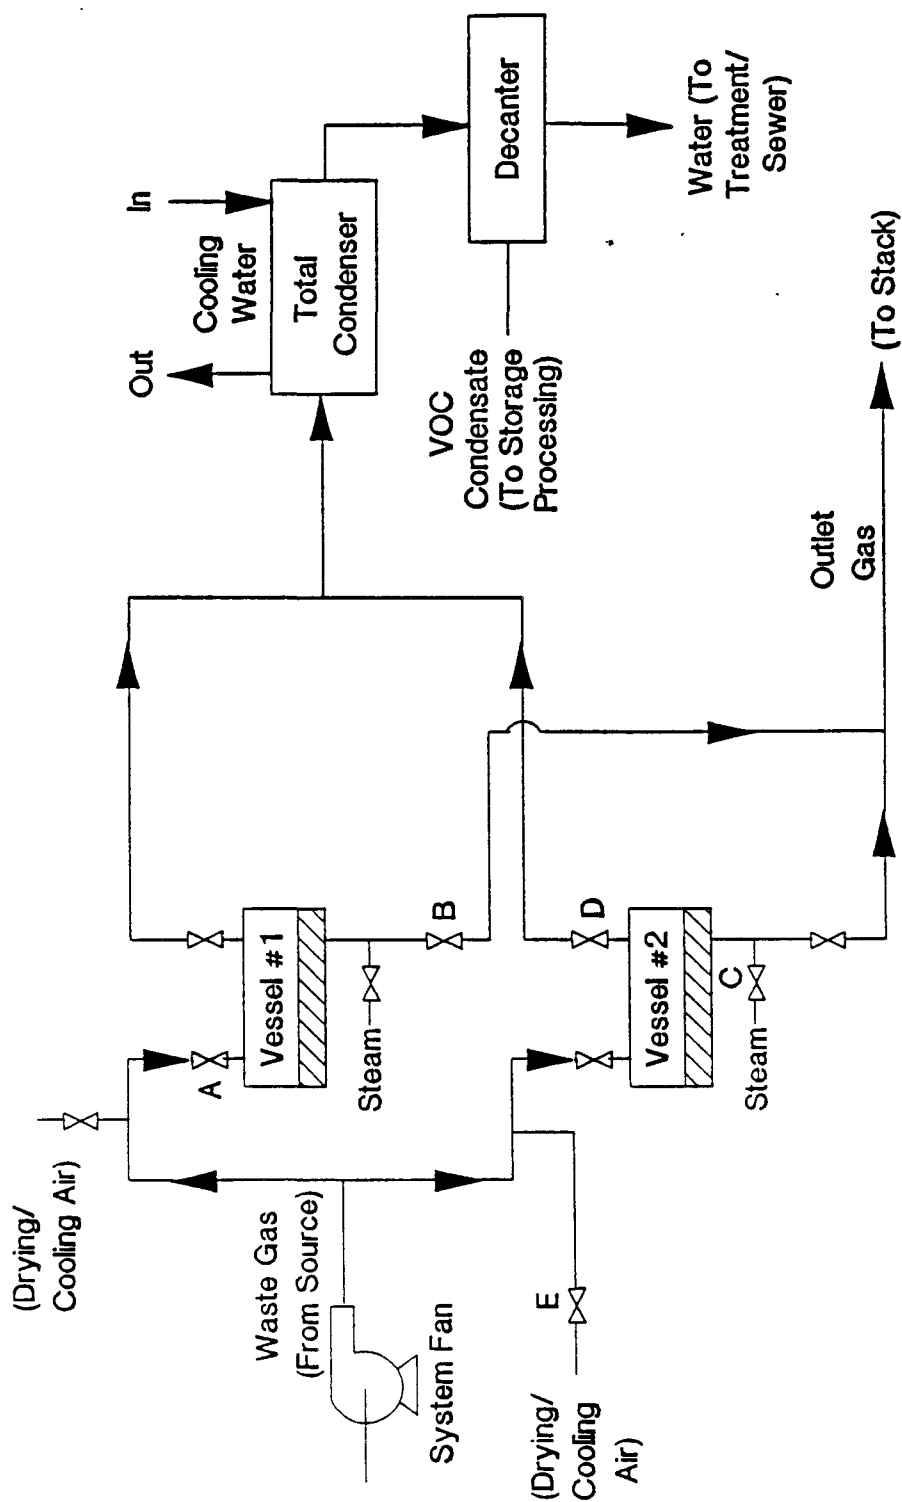 (Drying/
Cooling Air)
Waste Gas
(From Source)
System Fan
(Drying/
Cooling
Air)
E
A
Vessel #1
Steam
B
D
Vessel #2
C
Steam
Out
Cooling
Water
In
Total
Condenser
Decanter
VOC
Condensate
(To Storage
Processing)
Water (To
Treatment/
Sewer)
Outlet
Gas
(To Stack)